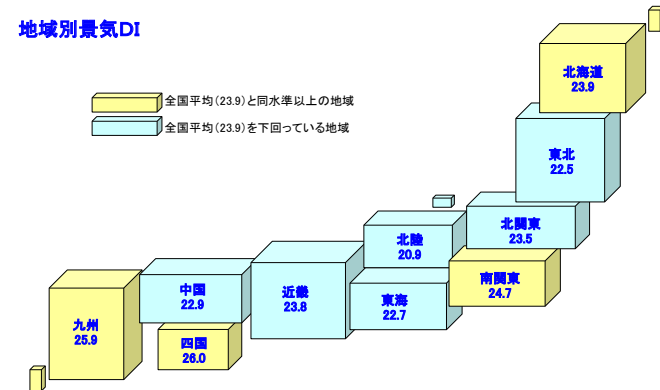 地域別景気DI
全国平均(23.9)と同水準以上の地域
全国平均(23.9)を下回っている地域
北海道
23.9
東北
22.5
北関東
23.5
北陸
20.9
南関東
24.7
東海
22.7
近畿
23.8
中国
22.9
四国
26.0
九州
25.9